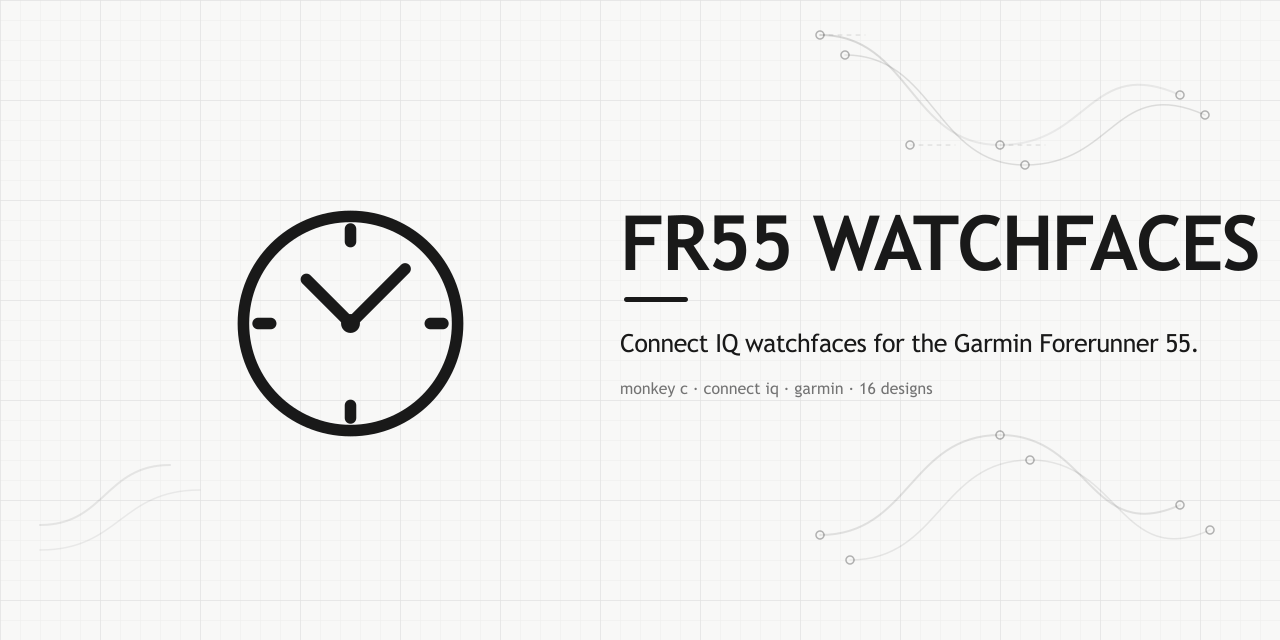 FR55 WATCHFACES
Connect IQ watchfaces for the Garmin Forerunner 55.
monkey c · connect iq · garmin · 16 designs